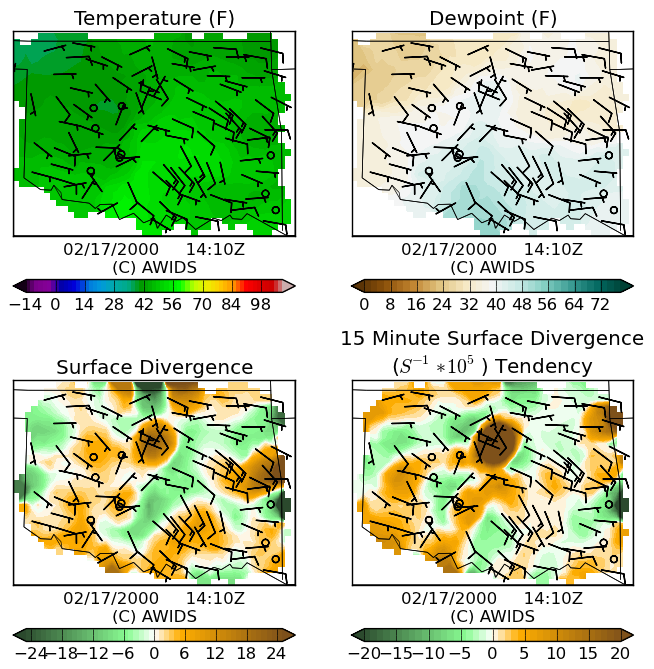 Temperature (F)
02/17/2000 14:10Z
(C) AWIDS
−14 0 14 28 42 56 70 84 98
Dewpoint (F)
02/17/2000 14:10Z
(C) AWIDS
0 8 16 24 32 40 48 56 64 72
Surface Divergence
02/17/2000 14:10Z
(C) AWIDS
−24 −18 −12 −6 0 6 12 18 24
15 Minute Surface Divergence
(S⁻¹ *10⁵ ) Tendency
02/17/2000 14:10Z
(C) AWIDS
−20 −15 −10 −5 0 5 10 15 20